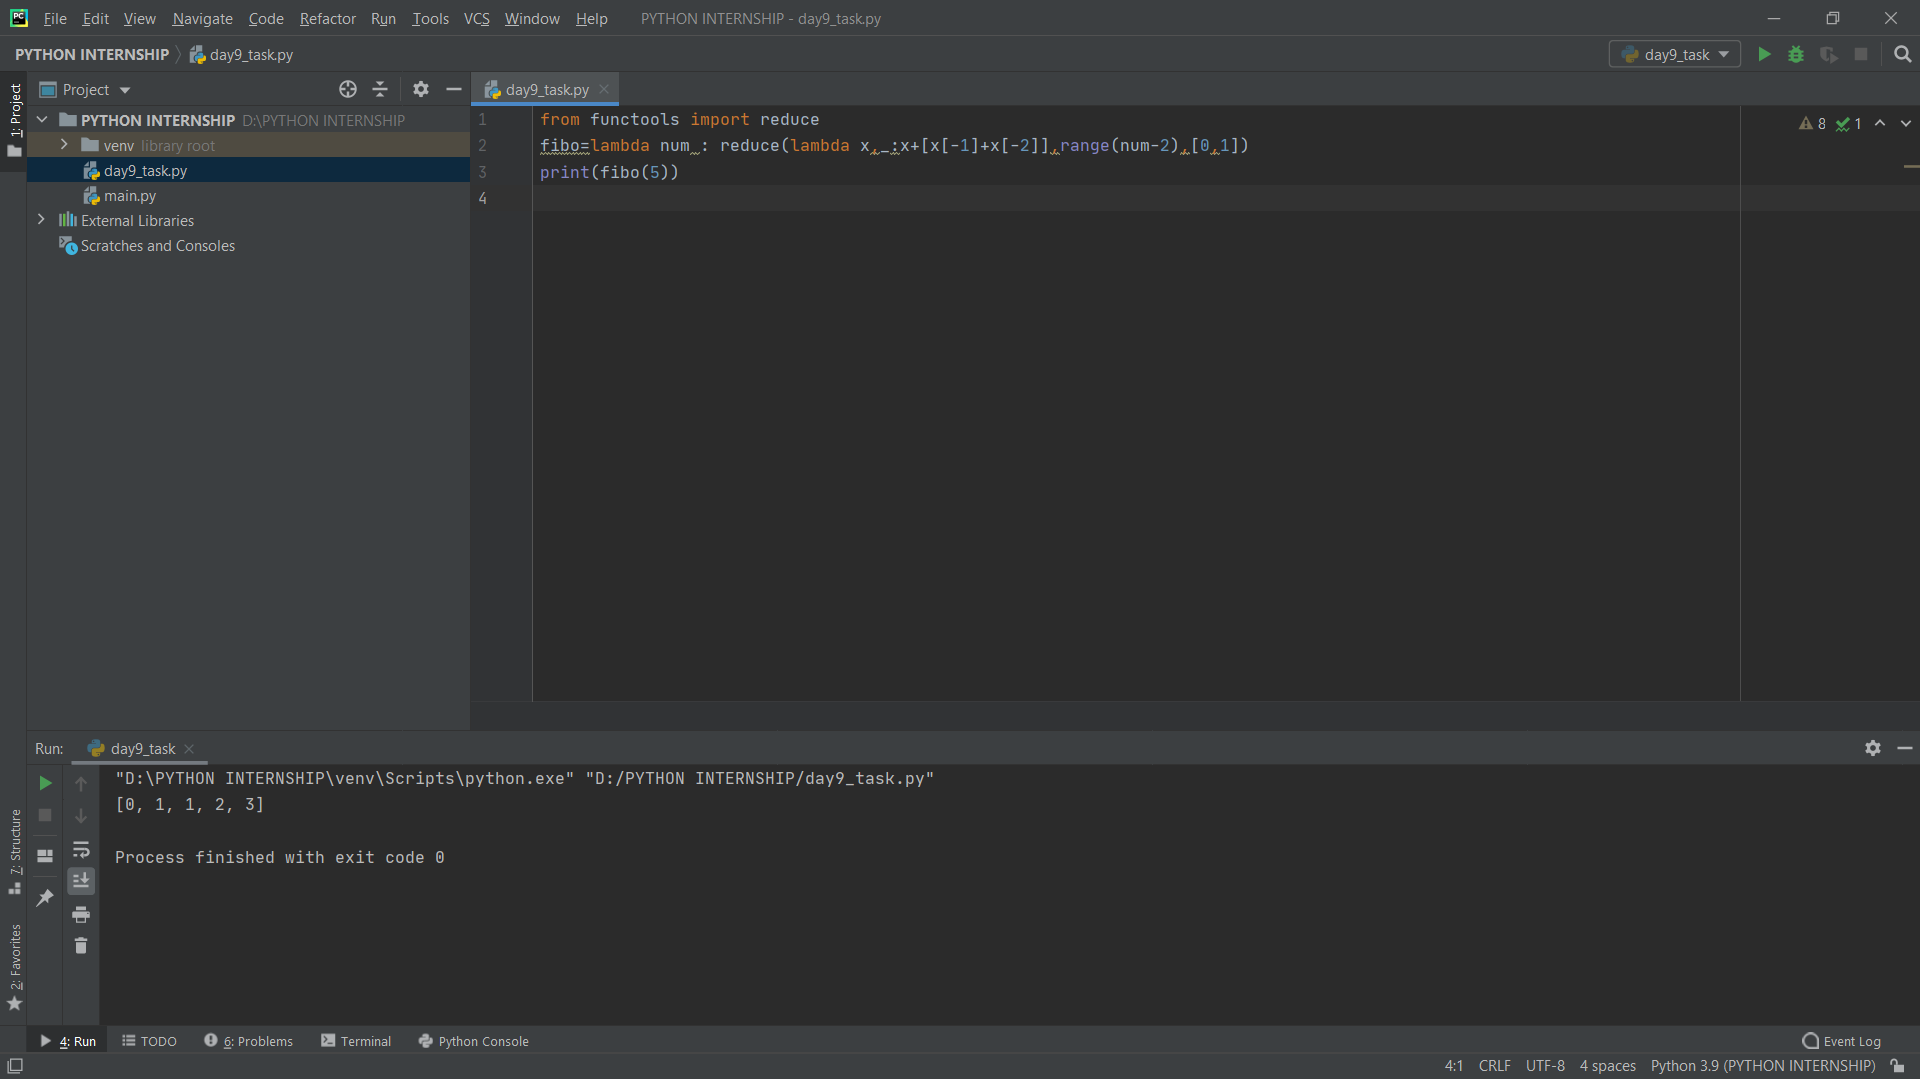 File Edit View Navigate Code Refactor Run Tools VCS Window Help PYTHON INTERNSHIP - day9_task.py
PYTHON INTERNSHIP day9_task.py day9_task
1: Project
Project
day9_task.py
PYTHON INTERNSHIP D:\PYTHON INTERNSHIP
venv library root
day9_task.py
main.py
External Libraries
Scratches and Consoles
1 from functools import reduce
2 fibo=lambda num : reduce(lambda x,_:x+[x[-1]+x[-2]],range(num-2),[0,1])
3 print(fibo(5))
4
8 1
Run: day9_task
"D:\PYTHON INTERNSHIP\venv\Scripts\python.exe" "D:/PYTHON INTERNSHIP/day9_task.py"
[0, 1, 1, 2, 3]
Process finished with exit code 0
7: Structure
2: Favorites
4: Run TODO 6: Problems Terminal Python Console Event Log
4:1 CRLF UTF-8 4 spaces Python 3.9 (PYTHON INTERNSHIP)